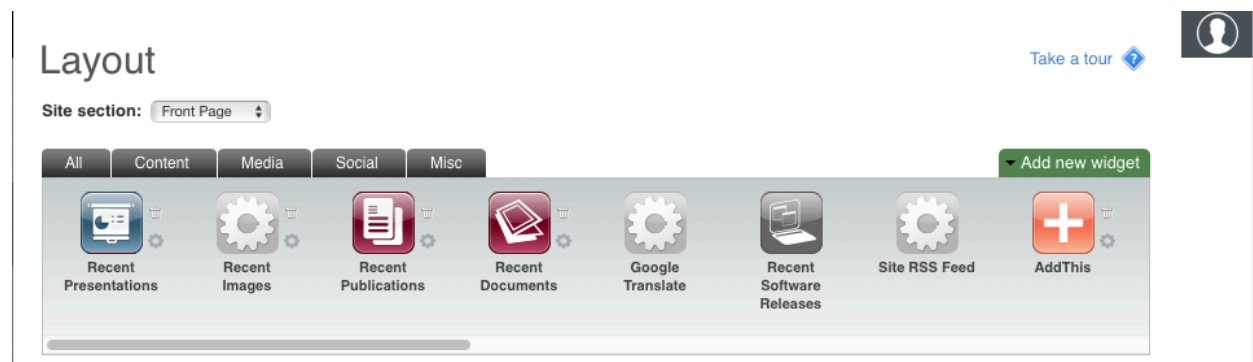 Layout
Take a tour ?
Site section: Front Page
All Content Media Social Misc
Add new widget
Recent
Presentations
Recent
Images
Recent
Publications
Recent
Documents
Google
Translate
Recent
Software
Releases
Site RSS Feed
AddThis